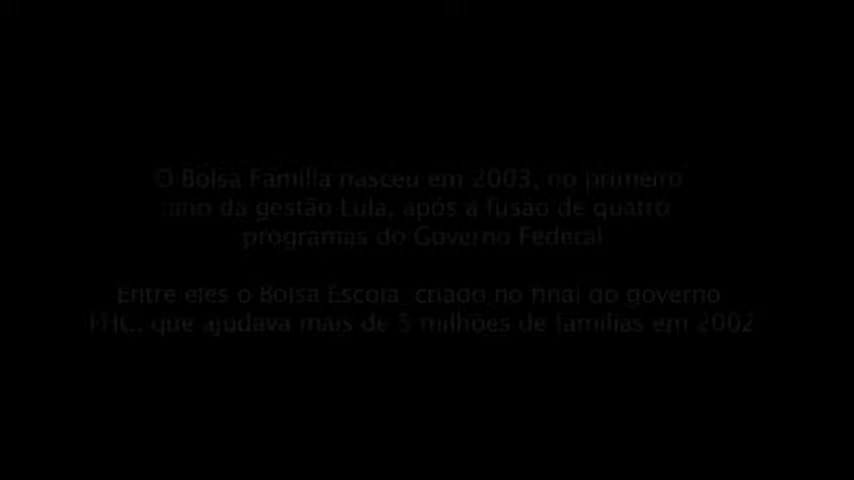 O Bolsa Família nasceu em 2003, no primeiro
ano da gestão Lula, após a fusão de quatro
programas do Governo Federal
Entre eles o Bolsa Escola, criado no final do governo
FHC, que ajudava mais de 5 milhões de famílias em 2002